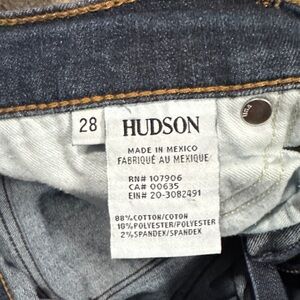 28
HUDSON
MADE IN MEXICO
FABRIQUÉ AU MEXIQUE
RN# 107906
CA# 00635
EIN# 20-3082491
88%COTTON/COTON
10%POLYESTER/POLYESTER
2%SPANDEX/SPANDEX